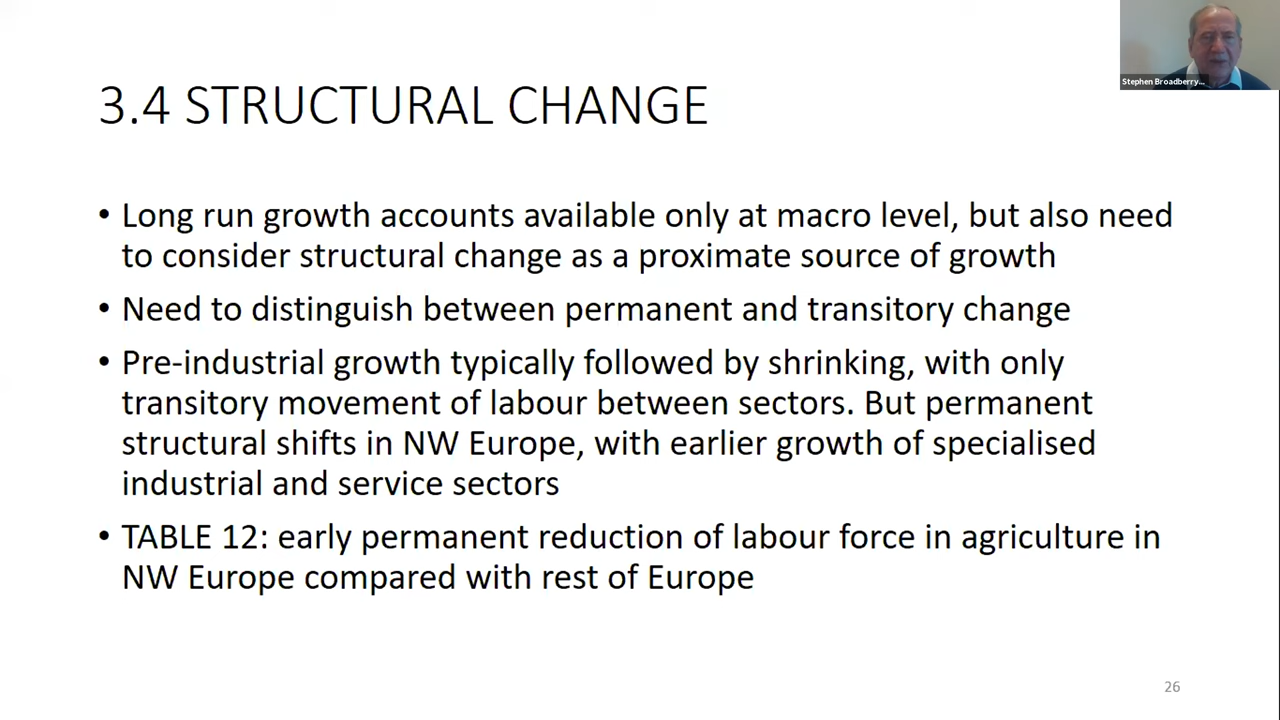 Stephen Broadberry...
3.4 STRUCTURAL CHANGE
• Long run growth accounts available only at macro level, but also need
to consider structural change as a proximate source of growth
• Need to distinguish between permanent and transitory change
• Pre-industrial growth typically followed by shrinking, with only
transitory movement of labour between sectors. But permanent
structural shifts in NW Europe, with earlier growth of specialised
industrial and service sectors
• TABLE 12: early permanent reduction of labour force in agriculture in
NW Europe compared with rest of Europe
26